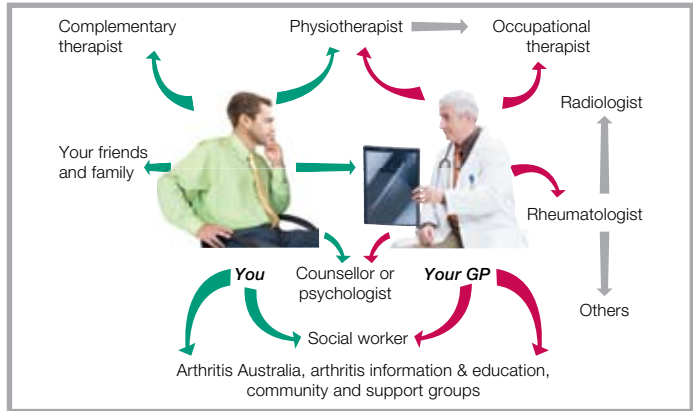 Complementary
therapist
Physiotherapist
Occupational
therapist
Radiologist
Your friends
and family
Rheumatologist
You
Counsellor or
psychologist
Your GP
Others
Social worker
Arthritis Australia, arthritis information & education,
community and support groups